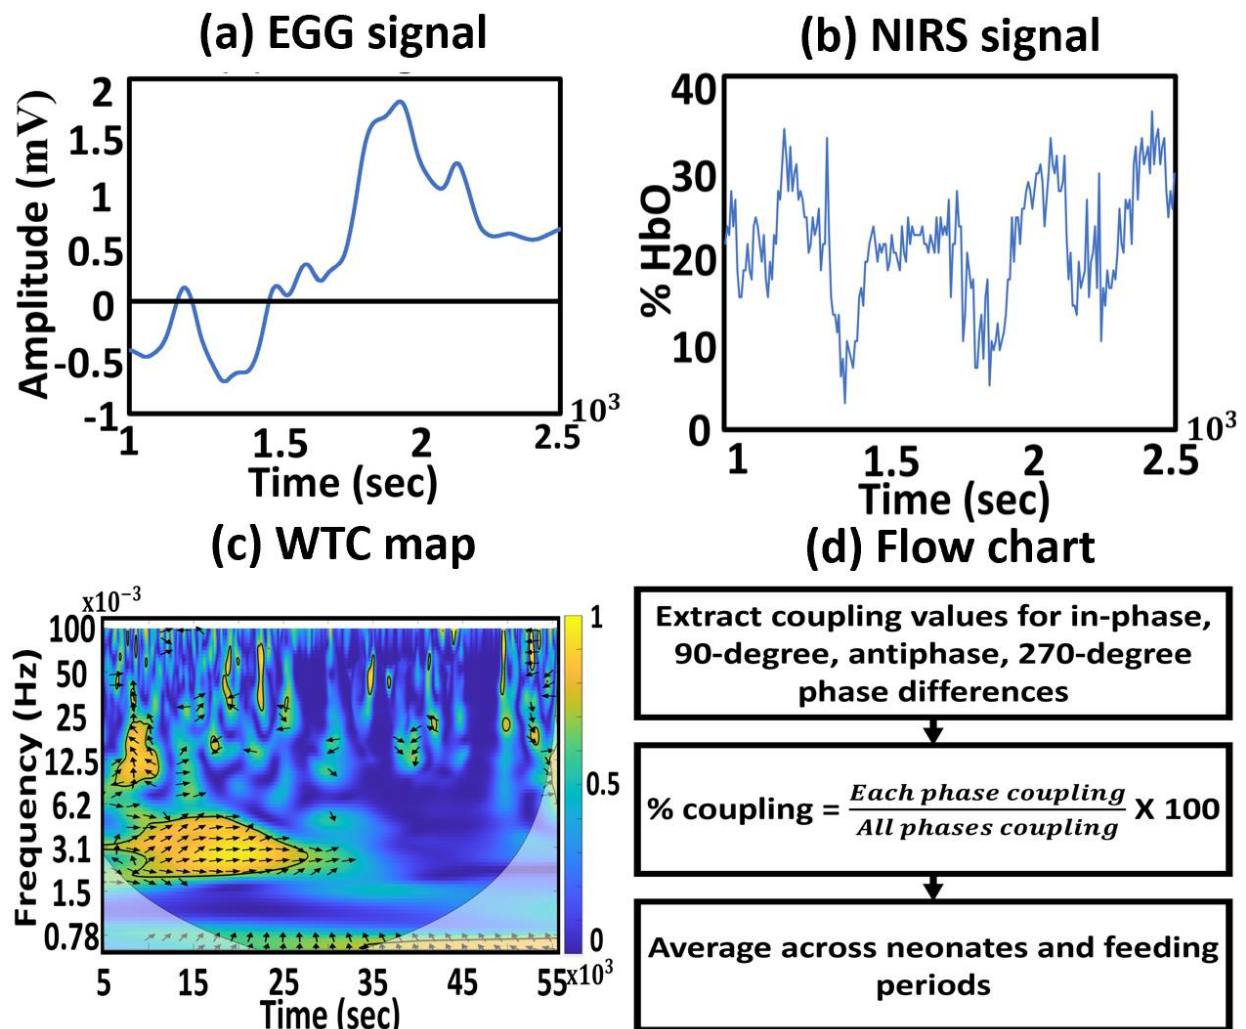 (a) EGG signal
Amplitude (mV)
2
1.5
1
0.5
0
-0.5
-1
1
1.5
2
2.5
10³
Time (sec)
(b) NIRS signal
% HbO
40
30
20
10
0
1
1.5
2
2.5
10³
Time (sec)
(c) WTC map
x10⁻³
Frequency (Hz)
100
50
25
12.5
6.2
3.1
1.5
0.78
5
15
25
35
45
55
x10³
Time (sec)
1
0.5
0
(d) Flow chart
Extract coupling values for in-phase,
90-degree, antiphase, 270-degree
phase differences
% coupling = Each phase coupling / All phases coupling X 100
Average across neonates and feeding
periods